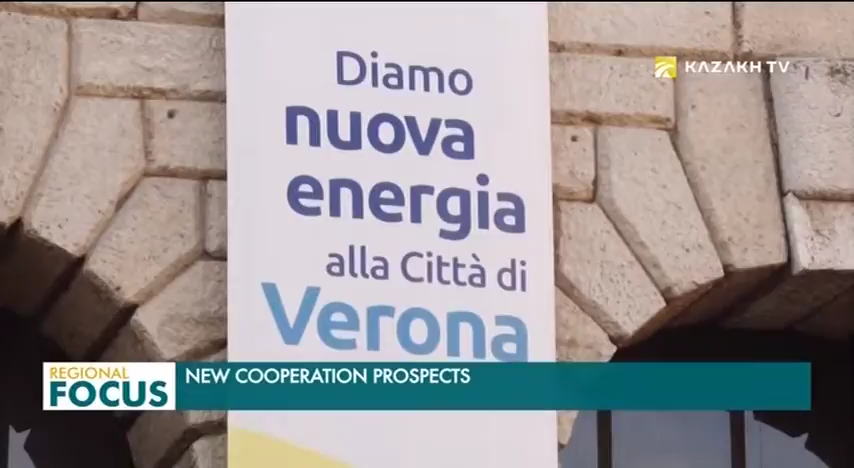 Diamo
nuova
energia
alla Città di
Verona
KAZAKH TV
REGIONAL
FOCUS
NEW COOPERATION PROSPECTS